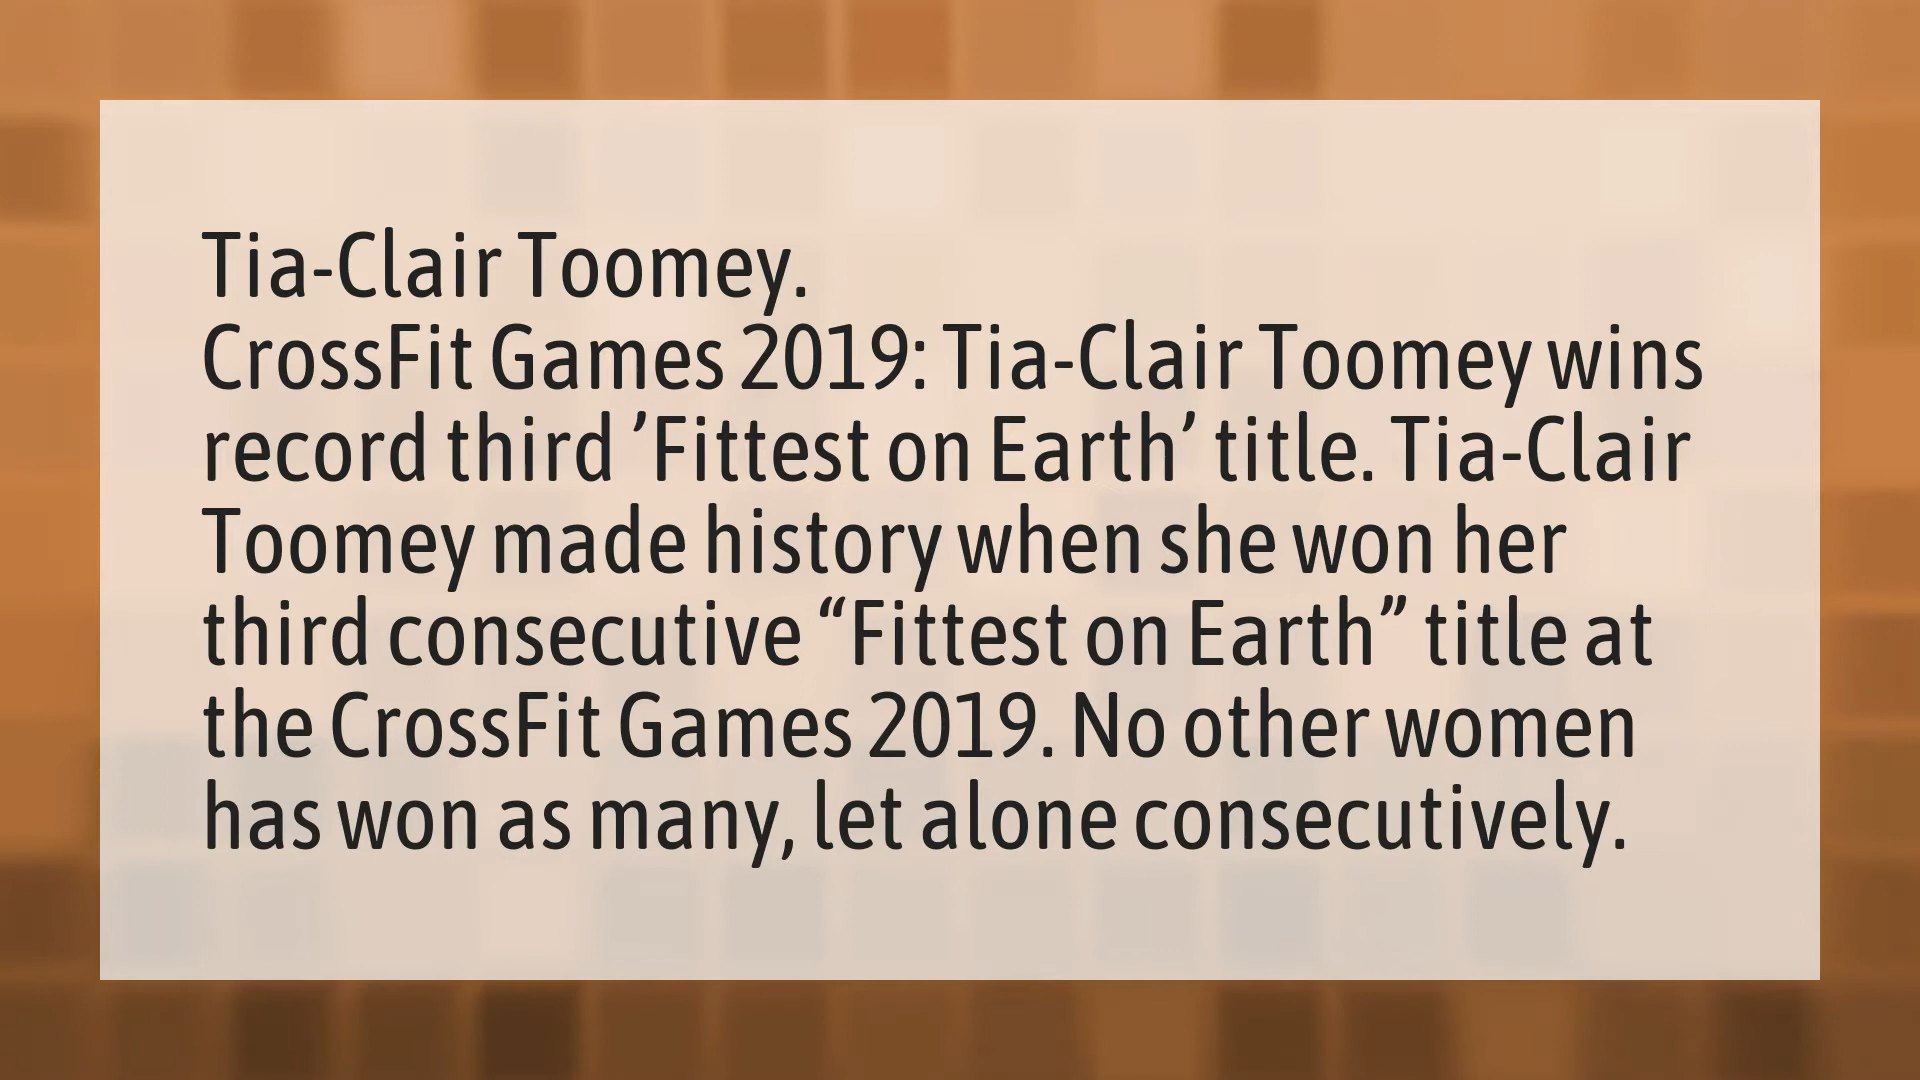 Tia-Clair Toomey.
CrossFit Games 2019: Tia-Clair Toomey wins
record third ’Fittest on Earth’ title. Tia-Clair
Toomey made history when she won her
third consecutive “Fittest on Earth” title at
the CrossFit Games 2019. No other women
has won as many, let alone consecutively.